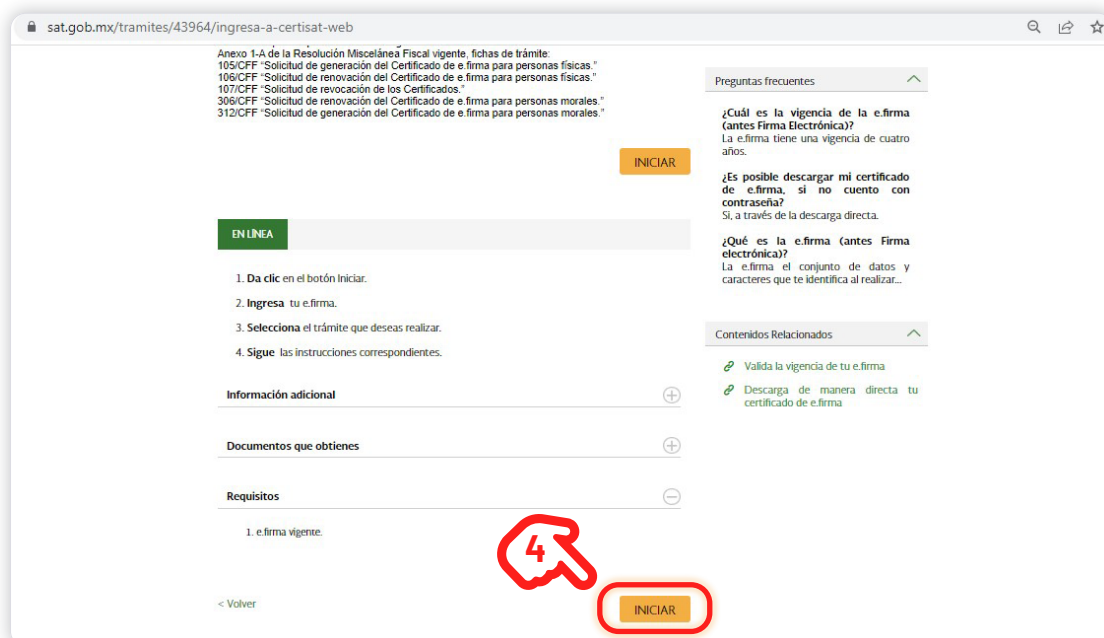 sat.gob.mx/tramites/43964/ingresa-a-certisat-web
Anexo 1-A de la Resolución Miscelánea Fiscal vigente, fichas de trámite:
105/CFF "Solicitud de generación del Certificado de e.firma para personas físicas."
106/CFF "Solicitud de renovación del Certificado de e.firma para personas físicas."
107/CFF "Solicitud de revocación de los Certificados."
306/CFF "Solicitud de renovación del Certificado de e.firma para personas morales."
312/CFF "Solicitud de generación del Certificado de e.firma para personas morales."
INICIAR
EN LÍNEA
1. Da clic en el botón Iniciar.
2. Ingresa tu e.firma.
3. Selecciona el trámite que deseas realizar.
4. Sigue las instrucciones correspondientes.
Información adicional
Documentos que obtienes
Requisitos
1. e.firma vigente.
4
< Volver
INICIAR
Preguntas frecuentes
¿Cuál es la vigencia de la e.firma
(antes Firma Electrónica)?
La e.firma tiene una vigencia de cuatro
años.
¿Es posible descargar mi certificado
de e.firma, si no cuento con
contraseña?
Si, a través de la descarga directa.
¿Qué es la e.firma (antes Firma
electrónica)?
La e.firma el conjunto de datos y
caracteres que te identifica al realizar...
Contenidos Relacionados
Valida la vigencia de tu e.firma
Descarga de manera directa tu
certificado de e.firma